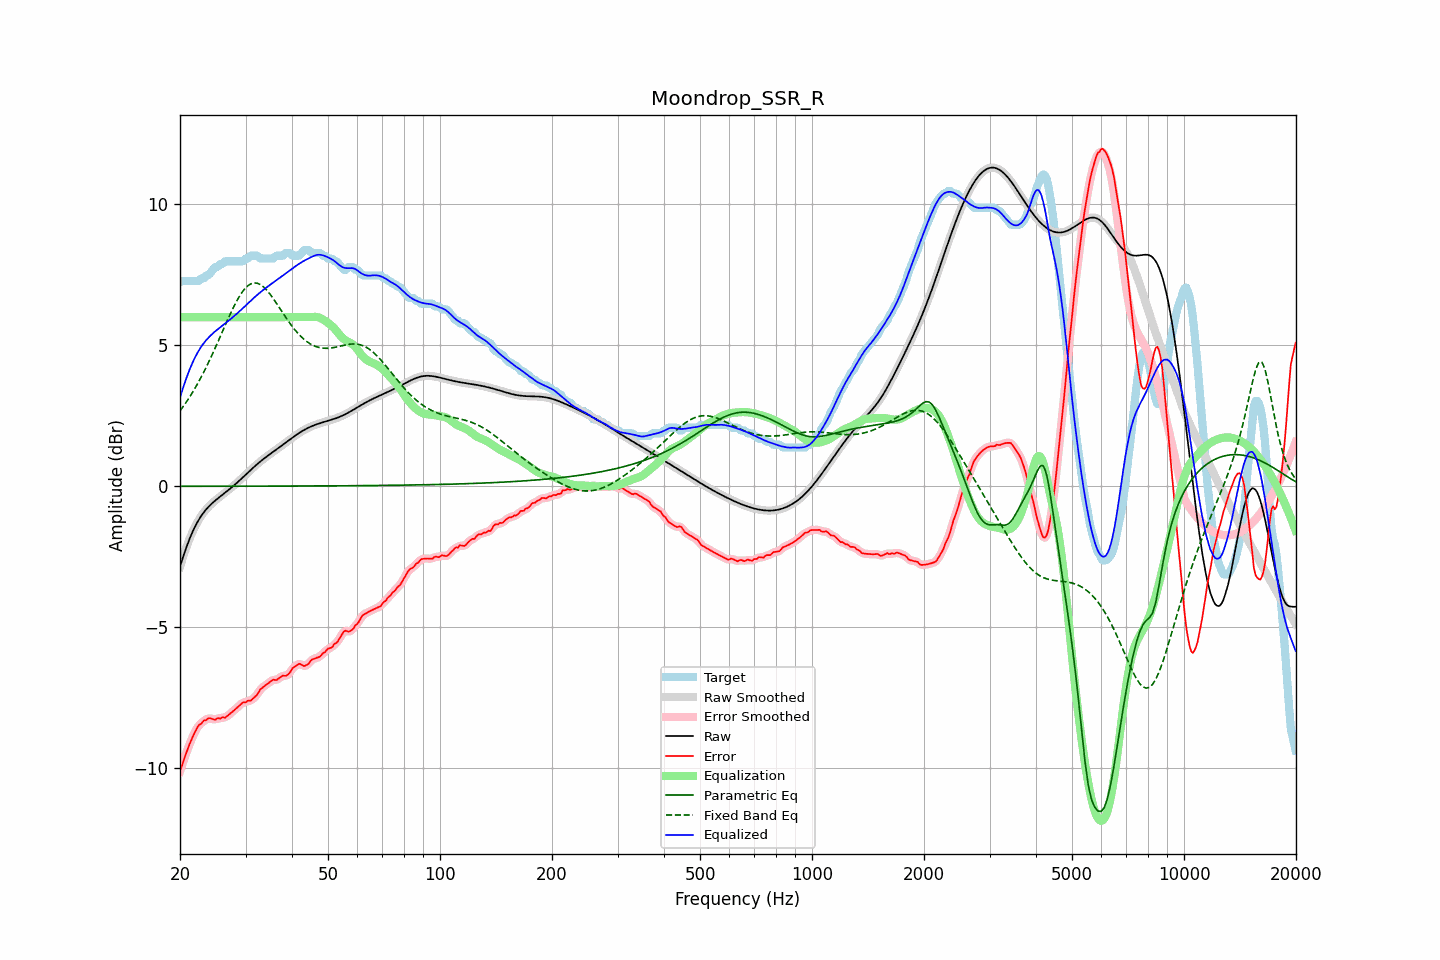 Moondrop_SSR_R
Amplitude (dBr)
10
5
0
−5
−10
Target
Raw Smoothed
Error Smoothed
Raw
Error
Equalization
Parametric Eq
Fixed Band Eq
Equalized
20 50 100 200 500 1000 2000 5000 10000 20000
Frequency (Hz)